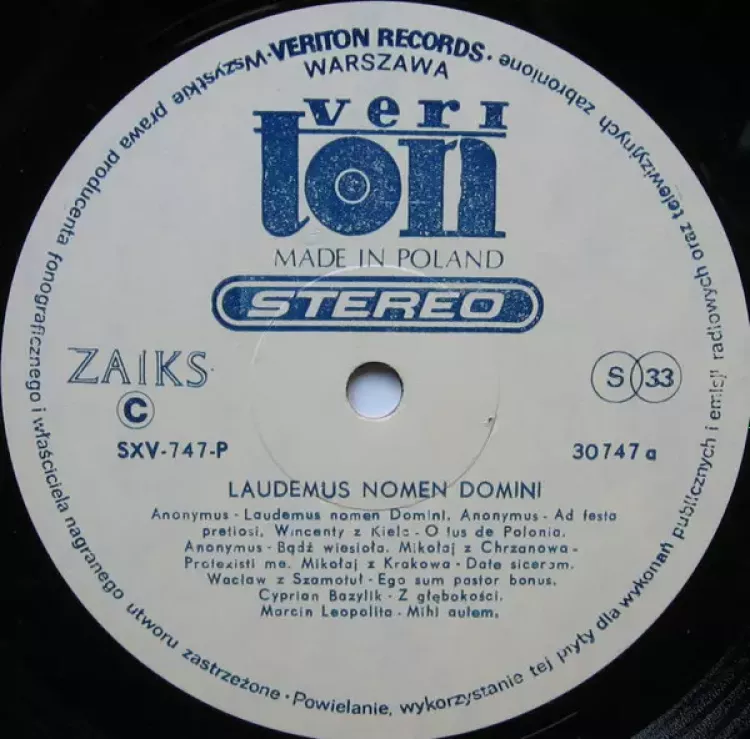 VERITON RECORDS
WARSZAWA
veri
ton
MADE IN POLAND
STEREO
ZAIKS
C
S 33
SXV-747-P
30747 a
LAUDEMUS NOMEN DOMINI
Anonymus - Laudemus nomen Domini. Anonymus - Ad festa
pretiosi. Wincenty z Kielc - O ius de Polonia.
Anonymus - Bądź wiesioła. Mikołaj z Chrzanowa -
Protexisti me. Mikołaj z Krakowa - Date siceram.
Wacław z Szamotuł - Ego sum pastor bonus.
Cyprian Bazylik - Z głębokości.
Marcin Leopolita - Mihi autem.
Wszystkie prawa producenta fonograficznego i właściciela nagranego utworu zastrzeżone · Powielanie, wykorzystanie tej płyty dla wykonań publicznych i emisji radiowych oraz telewizyjnych zabronione ·